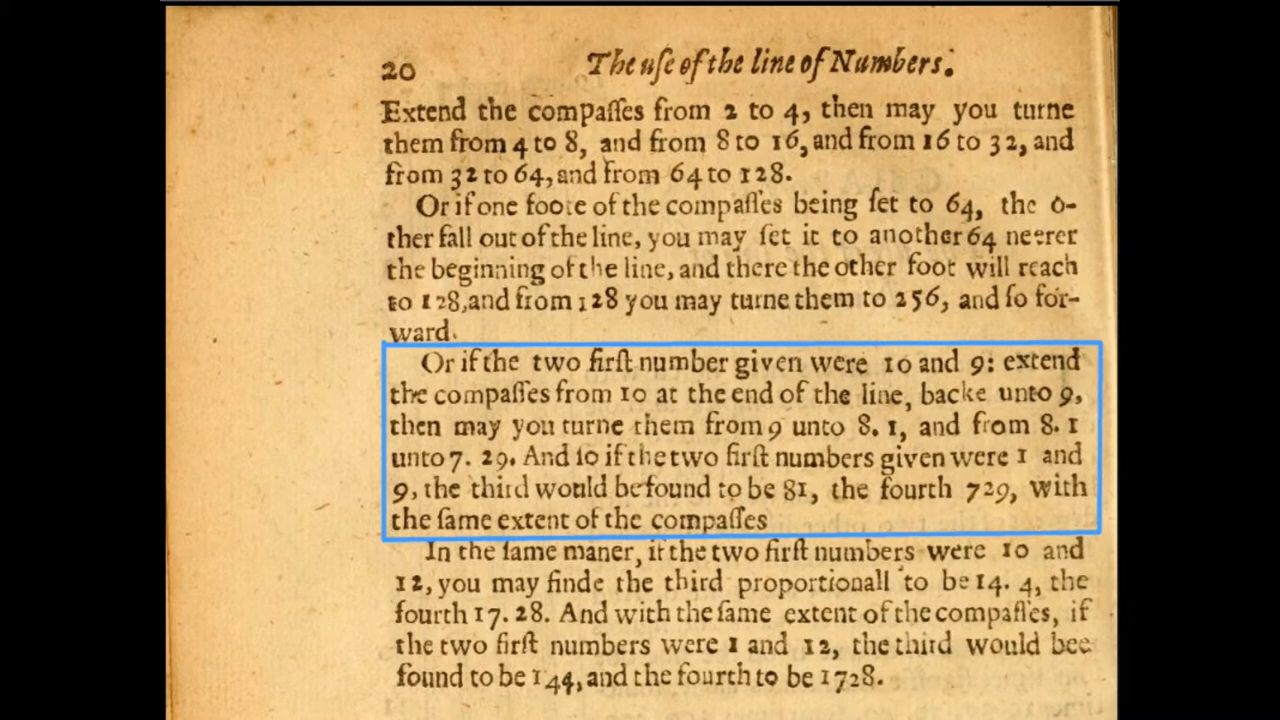 20 The uſe of the line of Numbers.
Extend the compaſſes from 2 to 4, then may you turne
them from 4 to 8, and from 8 to 16, and from 16 to 32, and
from 32 to 64, and from 64 to 128.
Or if one foote of the compaſſes being ſet to 64, the o-
ther fall out of the line, you may ſet it to another 64 neerer
the beginning of the line, and there the other foot will reach
to 128, and from 128 you may turne them to 256, and ſo for-
ward.
Or if the two firſt number given were 10 and 9: extend
the compaſſes from 10 at the end of the line, backe unto 9,
then may you turne them from 9 unto 8. 1, and from 8. 1
unto 7. 29. And ſo if the two firſt numbers given were 1 and
9, the third would be found to be 81, the fourth 729, with
the ſame extent of the compaſſes
In the ſame maner, if the two firſt numbers were 10 and
12, you may finde the third proportionall to be 14. 4, the
fourth 17. 28. And with the ſame extent of the compaſſes, if
the two firſt numbers were 1 and 12, the third would bee
found to be 144, and the fourth to be 1728.